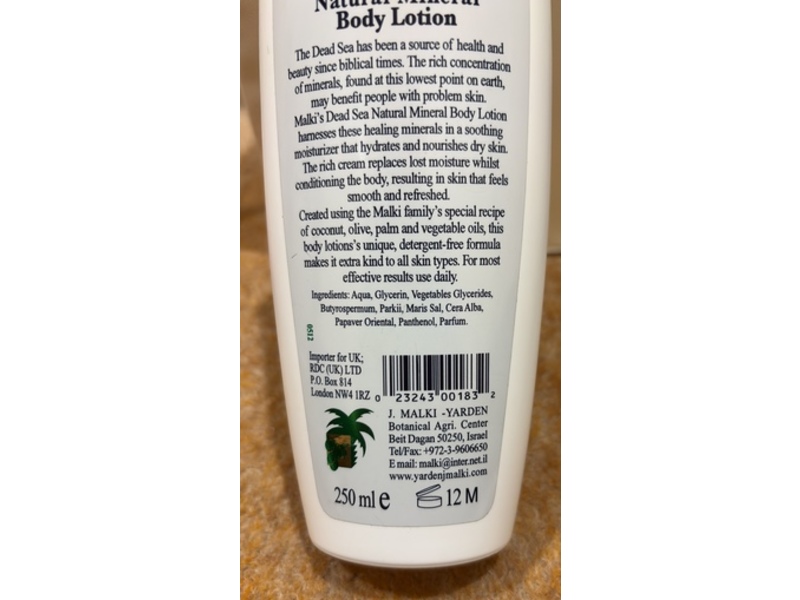 Natural Mineral
Body Lotion
The Dead Sea has been a source of health and
beauty since biblical times. The rich concentration
of minerals, found at this lowest point on earth,
may benefit people with problem skin.
Malki's Dead Sea Natural Mineral Body Lotion
harnesses these healing minerals in a soothing
moisturizer that hydrates and nourishes dry skin.
The rich cream replaces lost moisture whilst
conditioning the body, resulting in skin that feels
smooth and refreshed.
Created using the Malki family's special recipe
of coconut, olive, palm and vegetable oils, this
body lotions's unique, detergent-free formula
makes it extra kind to all skin types. For most
effective results use daily.
Ingredients: Aqua, Glycerin, Vegetables Glycerides,
Butyrospermum, Parkii, Maris Sal, Cera Alba,
Papaver Oriental, Panthenol, Parfum.
0512
Importer for UK;
RDC (UK) LTD
P.O. Box 814
London NW4 1RZ
0 23243 00183 2
J. MALKI -YARDEN
Botanical Agri. Center
Beit Dagan 50250, Israel
Tel/Fax: +972-3-9606650
E mail: malki@inter.net.il
www.yardenjmalki.com
250 ml e
12 M